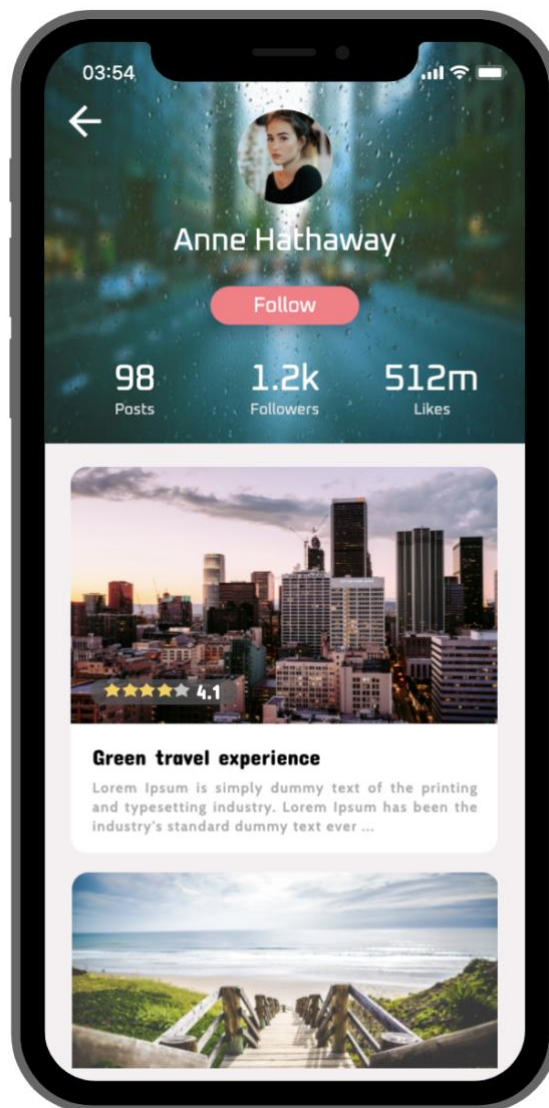 03:54
Anne Hathaway
Follow
98 1.2k 512m
Posts Followers Likes
4.1
Green travel experience
Lorem Ipsum is simply dummy text of the printing
and typesetting industry. Lorem Ipsum has been the
industry's standard dummy text ever ...